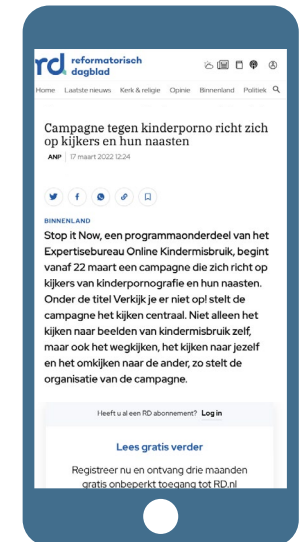 rd reformatorisch
dagblad
Home Laatste nieuws Kerk & religie Opinie Binnenland Politiek
Campagne tegen kinderporno richt zich
op kijkers en hun naasten
ANP | 17 maart 2022 12:24
BINNENLAND
Stop it Now, een programmaonderdeel van het
Expertisebureau Online Kindermisbruik, begint
vanaf 22 maart een campagne die zich richt op
kijkers van kinderpornografie en hun naasten.
Onder de titel Verkijk je er niet op! stelt de
campagne het kijken centraal. Niet alleen het
kijken naar beelden van kindermisbruik zelf,
maar ook het wegkijken, het kijken naar jezelf
en het omkijken naar de ander, zo stelt de
organisatie van de campagne.
Heeft u al een RD abonnement? Log in
Lees gratis verder
Registreer nu en ontvang drie maanden
gratis onbeperkt toegang tot RD.nl